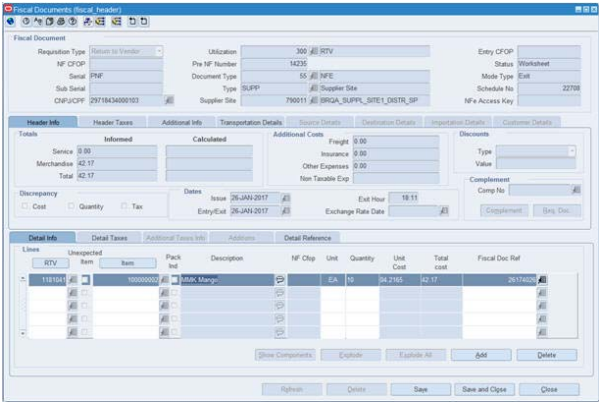 Fiscal Documents (fiscal_header)
Fiscal Document
Requisition Type Return to Vendor Utilization 300 RTV Entry CFOP
NF CFOP Pre NF Number 14235 Status Worksheet
Serial PNF Document Type 55 NFE Mode Type Exit
Sub Serial Type SUPP Supplier Site Schedule No 22708
CNPJ/CPF 29718434000103 Supplier Site 790011 BRQA_SUPPL_SITE1_DISTR_SP NFe Access Key
Header Info Header Taxes Additional Info Transportation Details Source Details Destination Details Importation Details Customer Details
Totals Additional Costs Discounts
Informed Calculated Freight 0.00 Type
Service 0.00 Insurance 0.00 Value
Merchandise 42.17 Other Expenses 0.00
Total 42.17 Non Taxable Exp Complement
Discrepancy Dates Comp No
Cost Quantity Tax Issue 26-JAN-2017 Exit Hour 18:11
Entry/Exit 26-JAN-2017 Exchange Rate Date Complement Req. Doc.
Detail Info Detail Taxes Additional Taxes Info Additions Detail Reference
Lines
RTV Unexpected Item Item Pack Ind Description NF Cfop Unit Quantity Unit Cost Total cost Fiscal Doc Ref
1181041 100000002 MMK Mango EA 10 04.2165 42.17 26174026
Show Components Explode Explode All Add Delete
Refresh Delete Save Save and Close Close